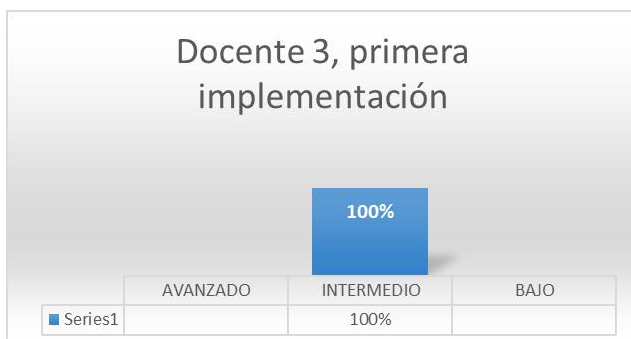 Docente 3, primera
implementación
100%
AVANZADO INTERMEDIO BAJO
Series1 100%